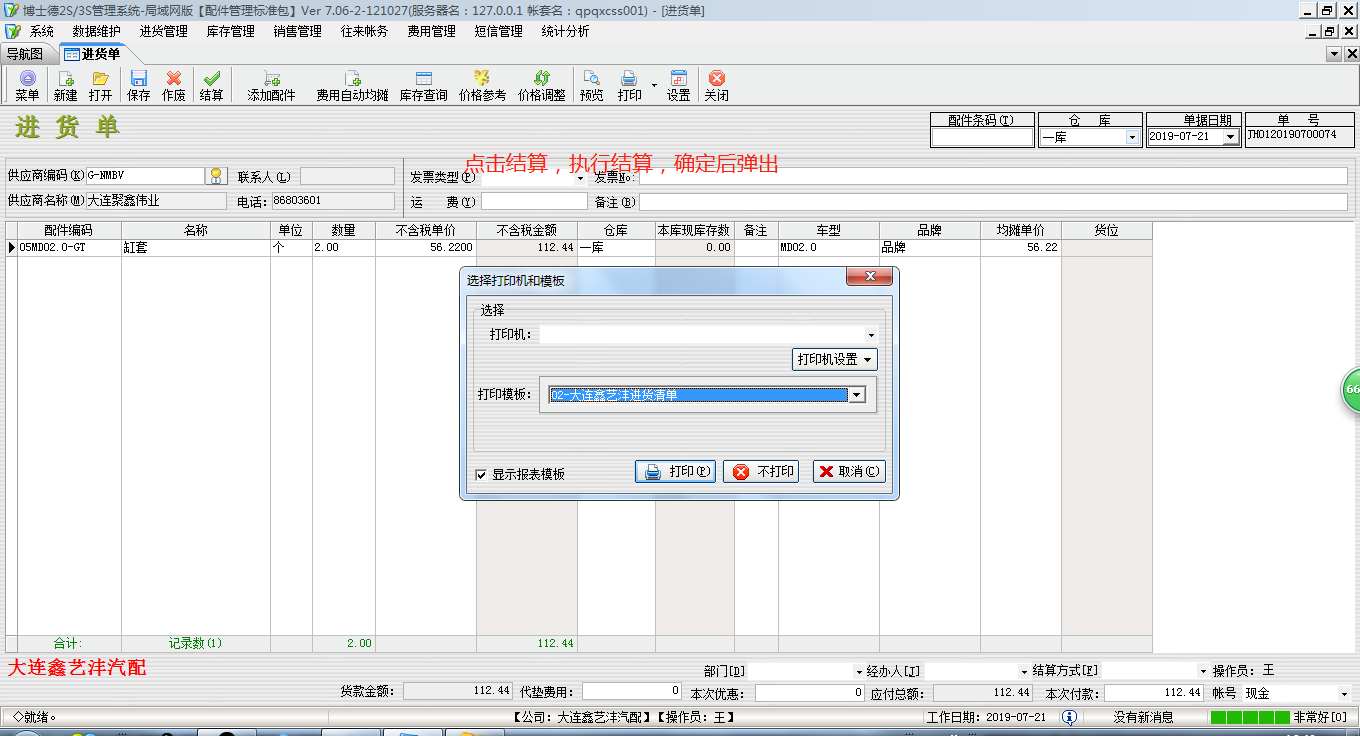 博士德2S/3S管理系统-局域网版【配件管理标准包】Ver 7.06-2-121027(服务器名：127.0.0.1 帐套名：qpqxcss001) - [进货单]
系统 数据维护 进货管理 库存管理 销售管理 往来帐务 费用管理 短信管理 统计分析
导航图 进货单
菜单 新建 打开 保存 作废 结算 添加配件 费用自动均摊 库存查询 价格参考 价格调整 预览 打印 设置 关闭
进 货 单
配件条码(T) 仓 库 单据日期 单 号
一库 2019-07-21 JH0120190700074
点击结算，执行结算，确定后弹出
供应商编码(K) G-NMBV 联系人(L) 发票类型(P) 发票No:
供应商名称(M) 大连聚鑫伟业 电话: 86803601 运 费(Y) 备注(B)
配件编码 名称 单位 数量 不含税单价 不含税金额 仓库 本库现库存数 备注 车型 品牌 均摊单价 货位
05MD02.0-GT 缸套 个 2.00 56.2200 112.44 一库 0.00 MD02.0 品牌 56.22
选择打印机和模板
选择
打印机:
打印机设置
打印模板: 02-大连鑫艺沣进货清单
显示报表模板 打印(P) 不打印 取消(C)
66
合计: 记录数(1) 2.00 112.44
大连鑫艺沣汽配
部门[D] 经办人[J] 结算方式[E] 操作员: 王
货款金额: 112.44 代垫费用: 0 本次优惠: 0 应付总额: 112.44 本次付款: 112.44 帐号 现金
◇就绪。 【公司: 大连鑫艺沣汽配】【操作员: 王】 工作日期: 2019-07-21 没有新消息 非常好[0]